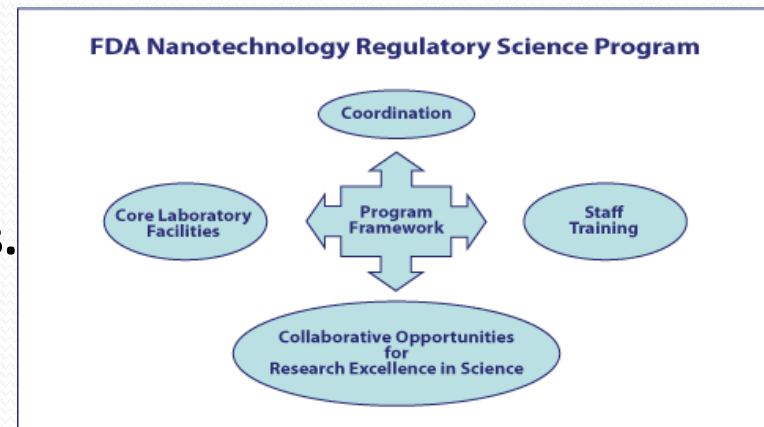 FDA Nanotechnology Regulatory Science Program
Coordination
Core Laboratory
Facilities
Program
Framework
Staff
Training
Collaborative Opportunities
for
Research Excellence in Science